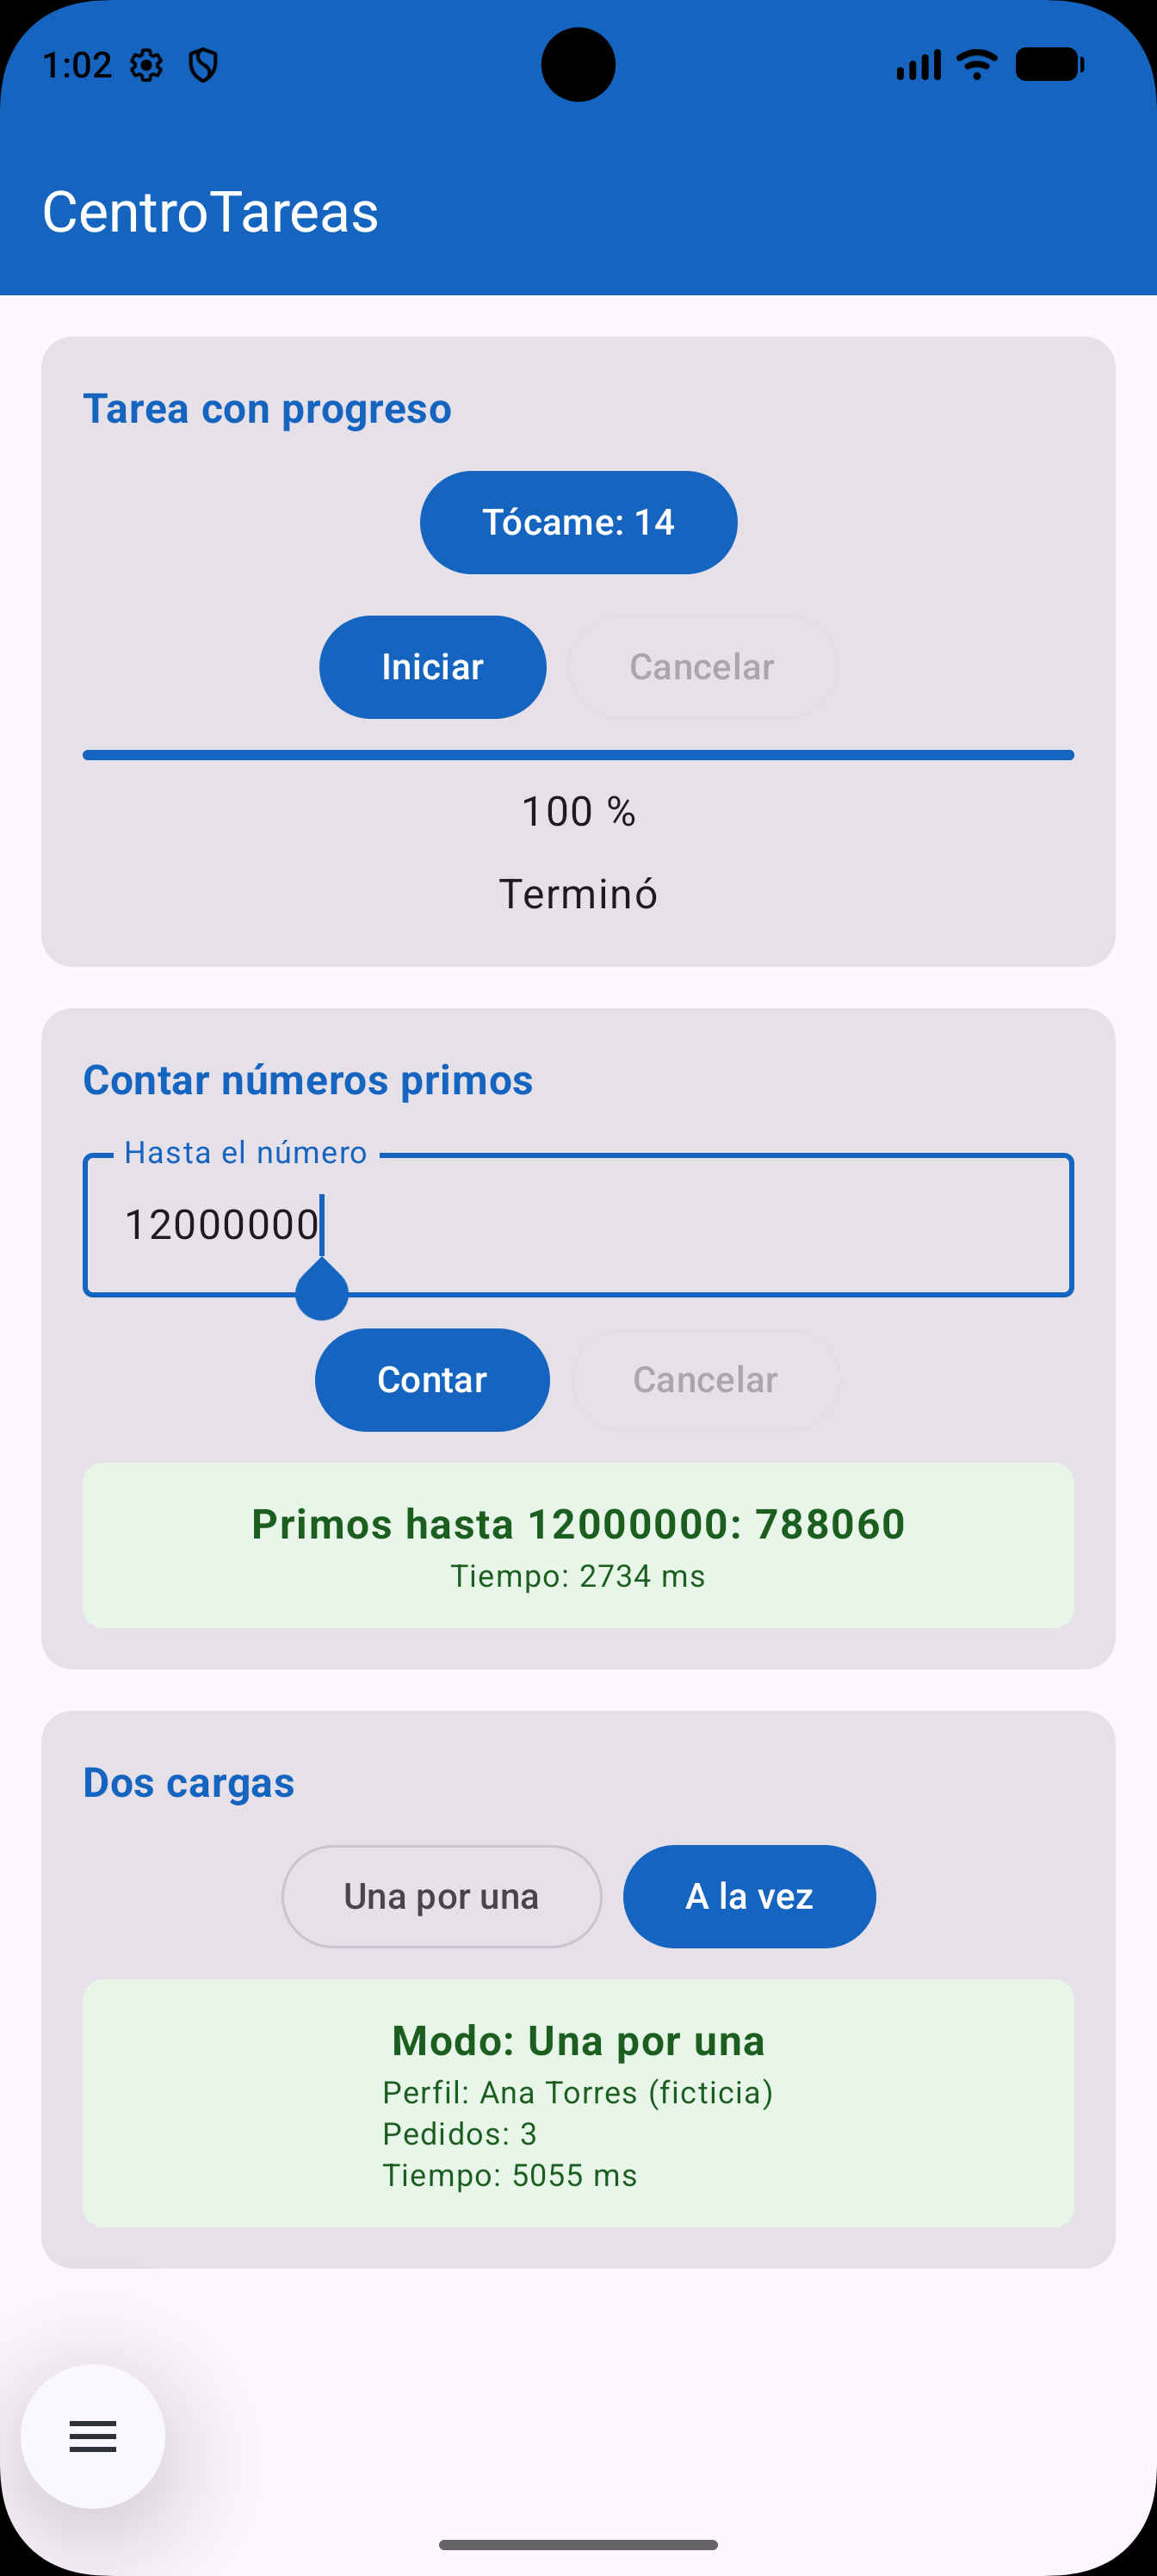 1:02
CentroTareas
Tarea con progreso
Tócame: 14
Iniciar
Cancelar
100 %
Terminó
Contar números primos
Hasta el número
12000000
Contar
Cancelar
Primos hasta 12000000: 788060
Tiempo: 2734 ms
Dos cargas
Una por una
A la vez
Modo: Una por una
Perfil: Ana Torres (ficticia)
Pedidos: 3
Tiempo: 5055 ms